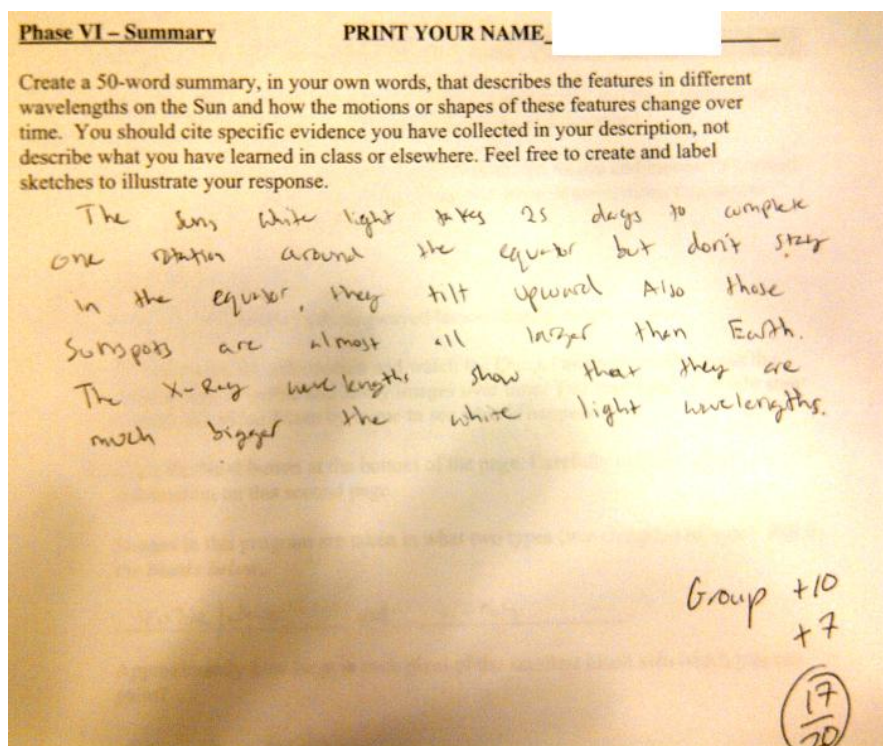 Phase VI – Summary PRINT YOUR NAME
Create a 50-word summary, in your own words, that describes the features in different
wavelengths on the Sun and how the motions or shapes of these features change over
time. You should cite specific evidence you have collected in your description, not
describe what you have learned in class or elsewhere. Feel free to create and label
sketches to illustrate your response.
The Suns white light takes 25 days to complete
one rotation around the equator but don't stay
in the equator, they tilt upward Also those
Sunspots are almost all larger then Earth.
The X-Ray wavelengths show that they are
much bigger the white light wavelengths.
Group +10
+7
17
20